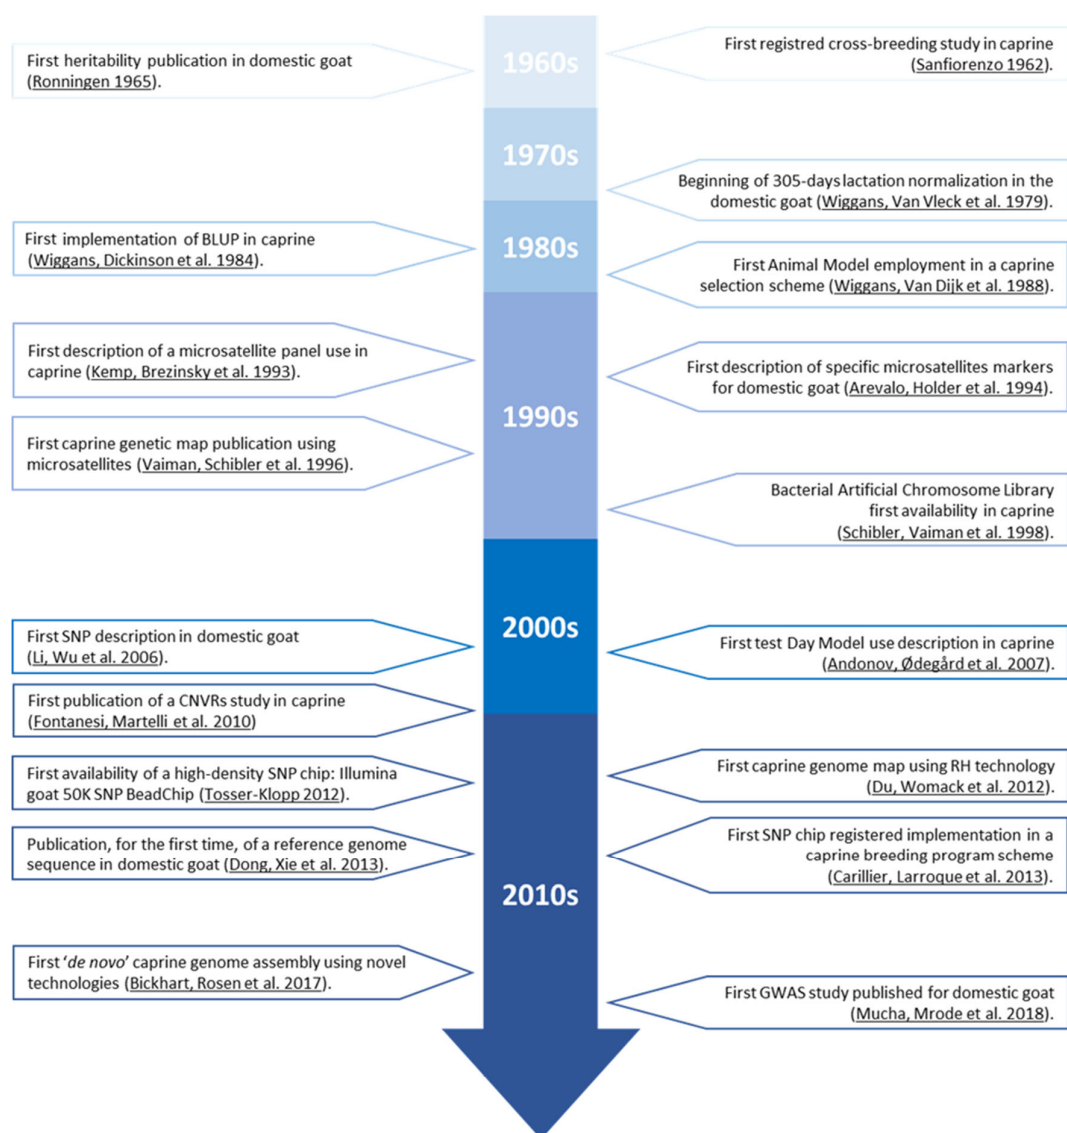 1960s
First heritability publication in domestic goat
(Ronningen 1965).
First registred cross-breeding study in caprine
(Sanfiorenzo 1962).
1970s
Beginning of 305-days lactation normalization in the
domestic goat (Wiggans, Van Vleck et al. 1979).
1980s
First implementation of BLUP in caprine
(Wiggans, Dickinson et al. 1984).
First Animal Model employment in a caprine
selection scheme (Wiggans, Van Dijk et al. 1988).
1990s
First description of a microsatellite panel use in
caprine (Kemp, Brezinsky et al. 1993).
First description of specific microsatellites markers
for domestic goat (Arevalo, Holder et al. 1994).
First caprine genetic map publication using
microsatellites (Vaiman, Schibler et al. 1996).
Bacterial Artificial Chromosome Library
first availability in caprine
(Schibler, Vaiman et al. 1998).
2000s
First SNP description in domestic goat
(Li, Wu et al. 2006).
First test Day Model use description in caprine
(Andonov, Ødegård et al. 2007).
First publication of a CNVRs study in caprine
(Fontanesi, Martelli et al. 2010)
2010s
First availability of a high-density SNP chip: Illumina
goat 50K SNP BeadChip (Tosser-Klopp 2012).
First caprine genome map using RH technology
(Du, Womack et al. 2012).
Publication, for the first time, of a reference genome
sequence in domestic goat (Dong, Xie et al. 2013).
First SNP chip registered implementation in a
caprine breeding program scheme
(Carillier, Larroque et al. 2013).
First ‘de novo’ caprine genome assembly using novel
technologies (Bickhart, Rosen et al. 2017).
First GWAS study published for domestic goat
(Mucha, Mrode et al. 2018).